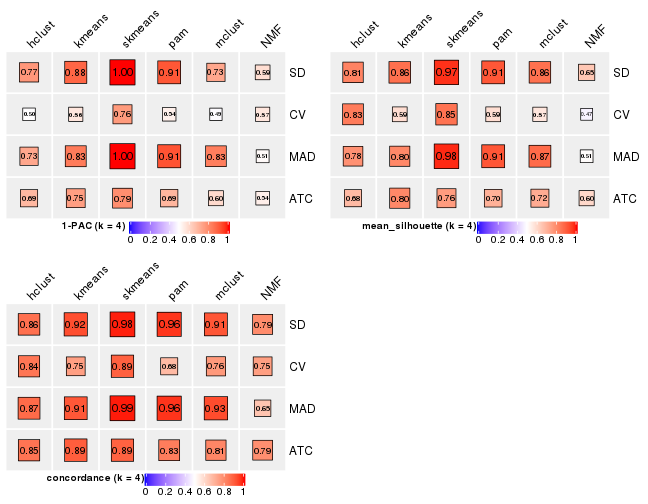 hclust kmeans skmeans pam mclust NMF
0.77 0.88 1.00 0.91 0.73 0.59 SD
0.50 0.56 0.76 0.54 0.49 0.57 CV
0.73 0.83 1.00 0.91 0.83 0.51 MAD
0.69 0.75 0.79 0.69 0.60 0.54 ATC
1-PAC (k = 4)
0 0.2 0.4 0.6 0.8 1
hclust kmeans skmeans pam mclust NMF
0.81 0.86 0.97 0.91 0.86 0.65 SD
0.83 0.59 0.85 0.59 0.57 0.47 CV
0.78 0.80 0.98 0.91 0.87 0.51 MAD
0.68 0.80 0.76 0.70 0.72 0.60 ATC
mean_silhouette (k = 4)
0 0.2 0.4 0.6 0.8 1
hclust kmeans skmeans pam mclust NMF
0.86 0.92 0.98 0.96 0.91 0.79 SD
0.84 0.75 0.89 0.68 0.76 0.75 CV
0.87 0.91 0.99 0.96 0.93 0.65 MAD
0.85 0.89 0.89 0.83 0.81 0.79 ATC
concordance (k = 4)
0 0.2 0.4 0.6 0.8 1